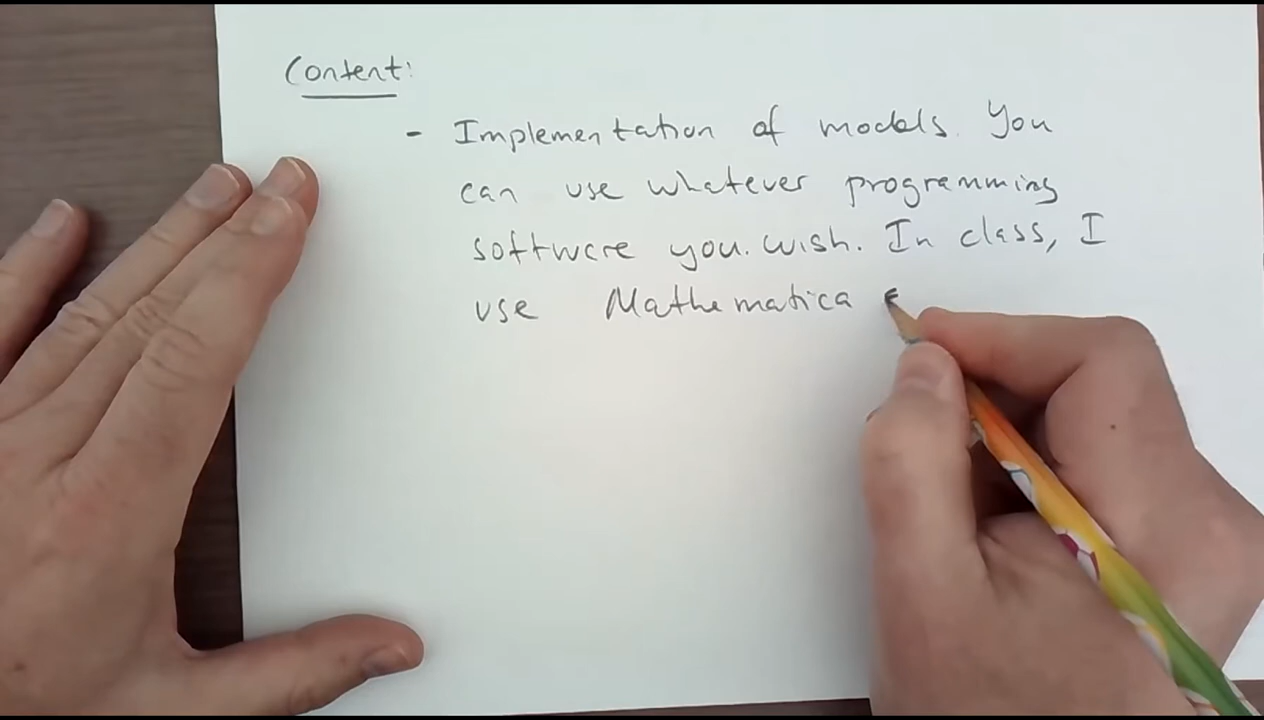 Content:
- Implementation of models. You
can use whatever programming
software you wish. In class, I
use Mathematica